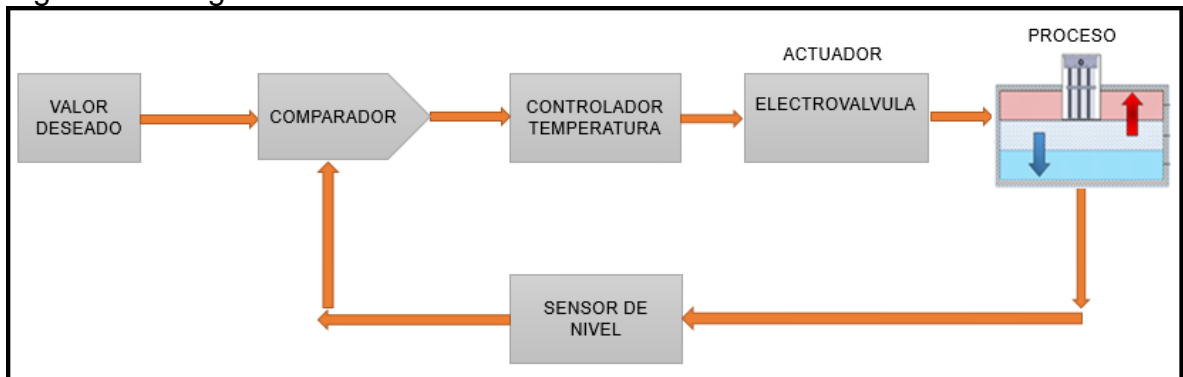 PROCESO
ACTUADOR
VALOR
DESEADO
COMPARADOR
CONTROLADOR
TEMPERATURA
ELECTROVALVULA
SENSOR DE
NIVEL